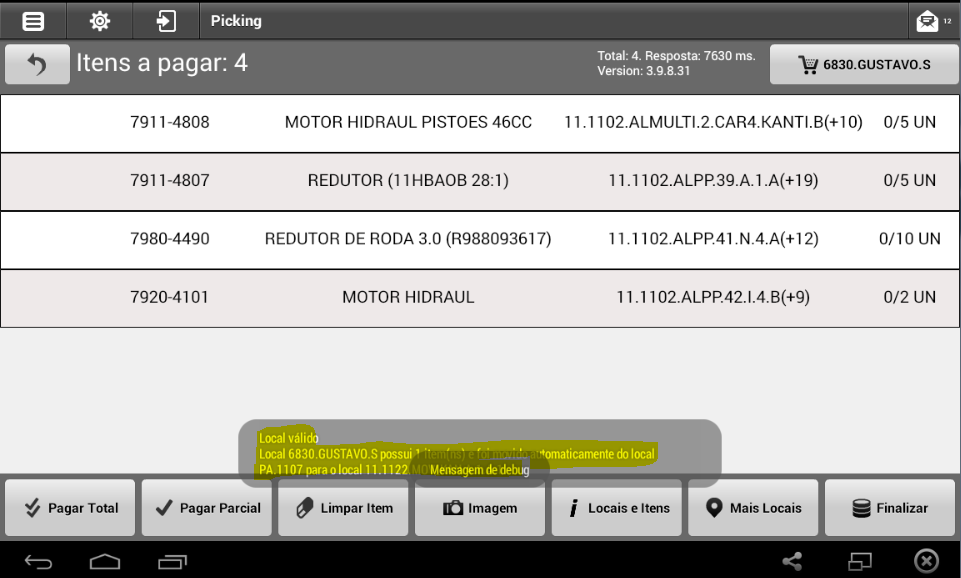 Picking
12
Itens a pagar: 4
Total: 4. Resposta: 7630 ms.
Version: 3.9.8.31
6830.GUSTAVO.S
7911-4808 MOTOR HIDRAUL PISTOES 46CC 11.1102.ALMULTI.2.CAR4.KANTI.B(+10) 0/5 UN
7911-4807 REDUTOR (11HBAOB 28:1) 11.1102.ALPP.39.A.1.A(+19) 0/5 UN
7980-4490 REDUTOR DE RODA 3.0 (R988093617) 11.1102.ALPP.41.N.4.A(+12) 0/10 UN
7920-4101 MOTOR HIDRAUL 11.1102.ALPP.42.I.4.B(+9) 0/2 UN
Local válido
Local 6830.GUSTAVO.S possui 1 item(ns) e foi movido automaticamente do local
PA.1107 para o local 11.1122.
Mensagem de debug
Pagar Total Pagar Parcial Limpar Item Imagem Locais e Itens Mais Locais Finalizar